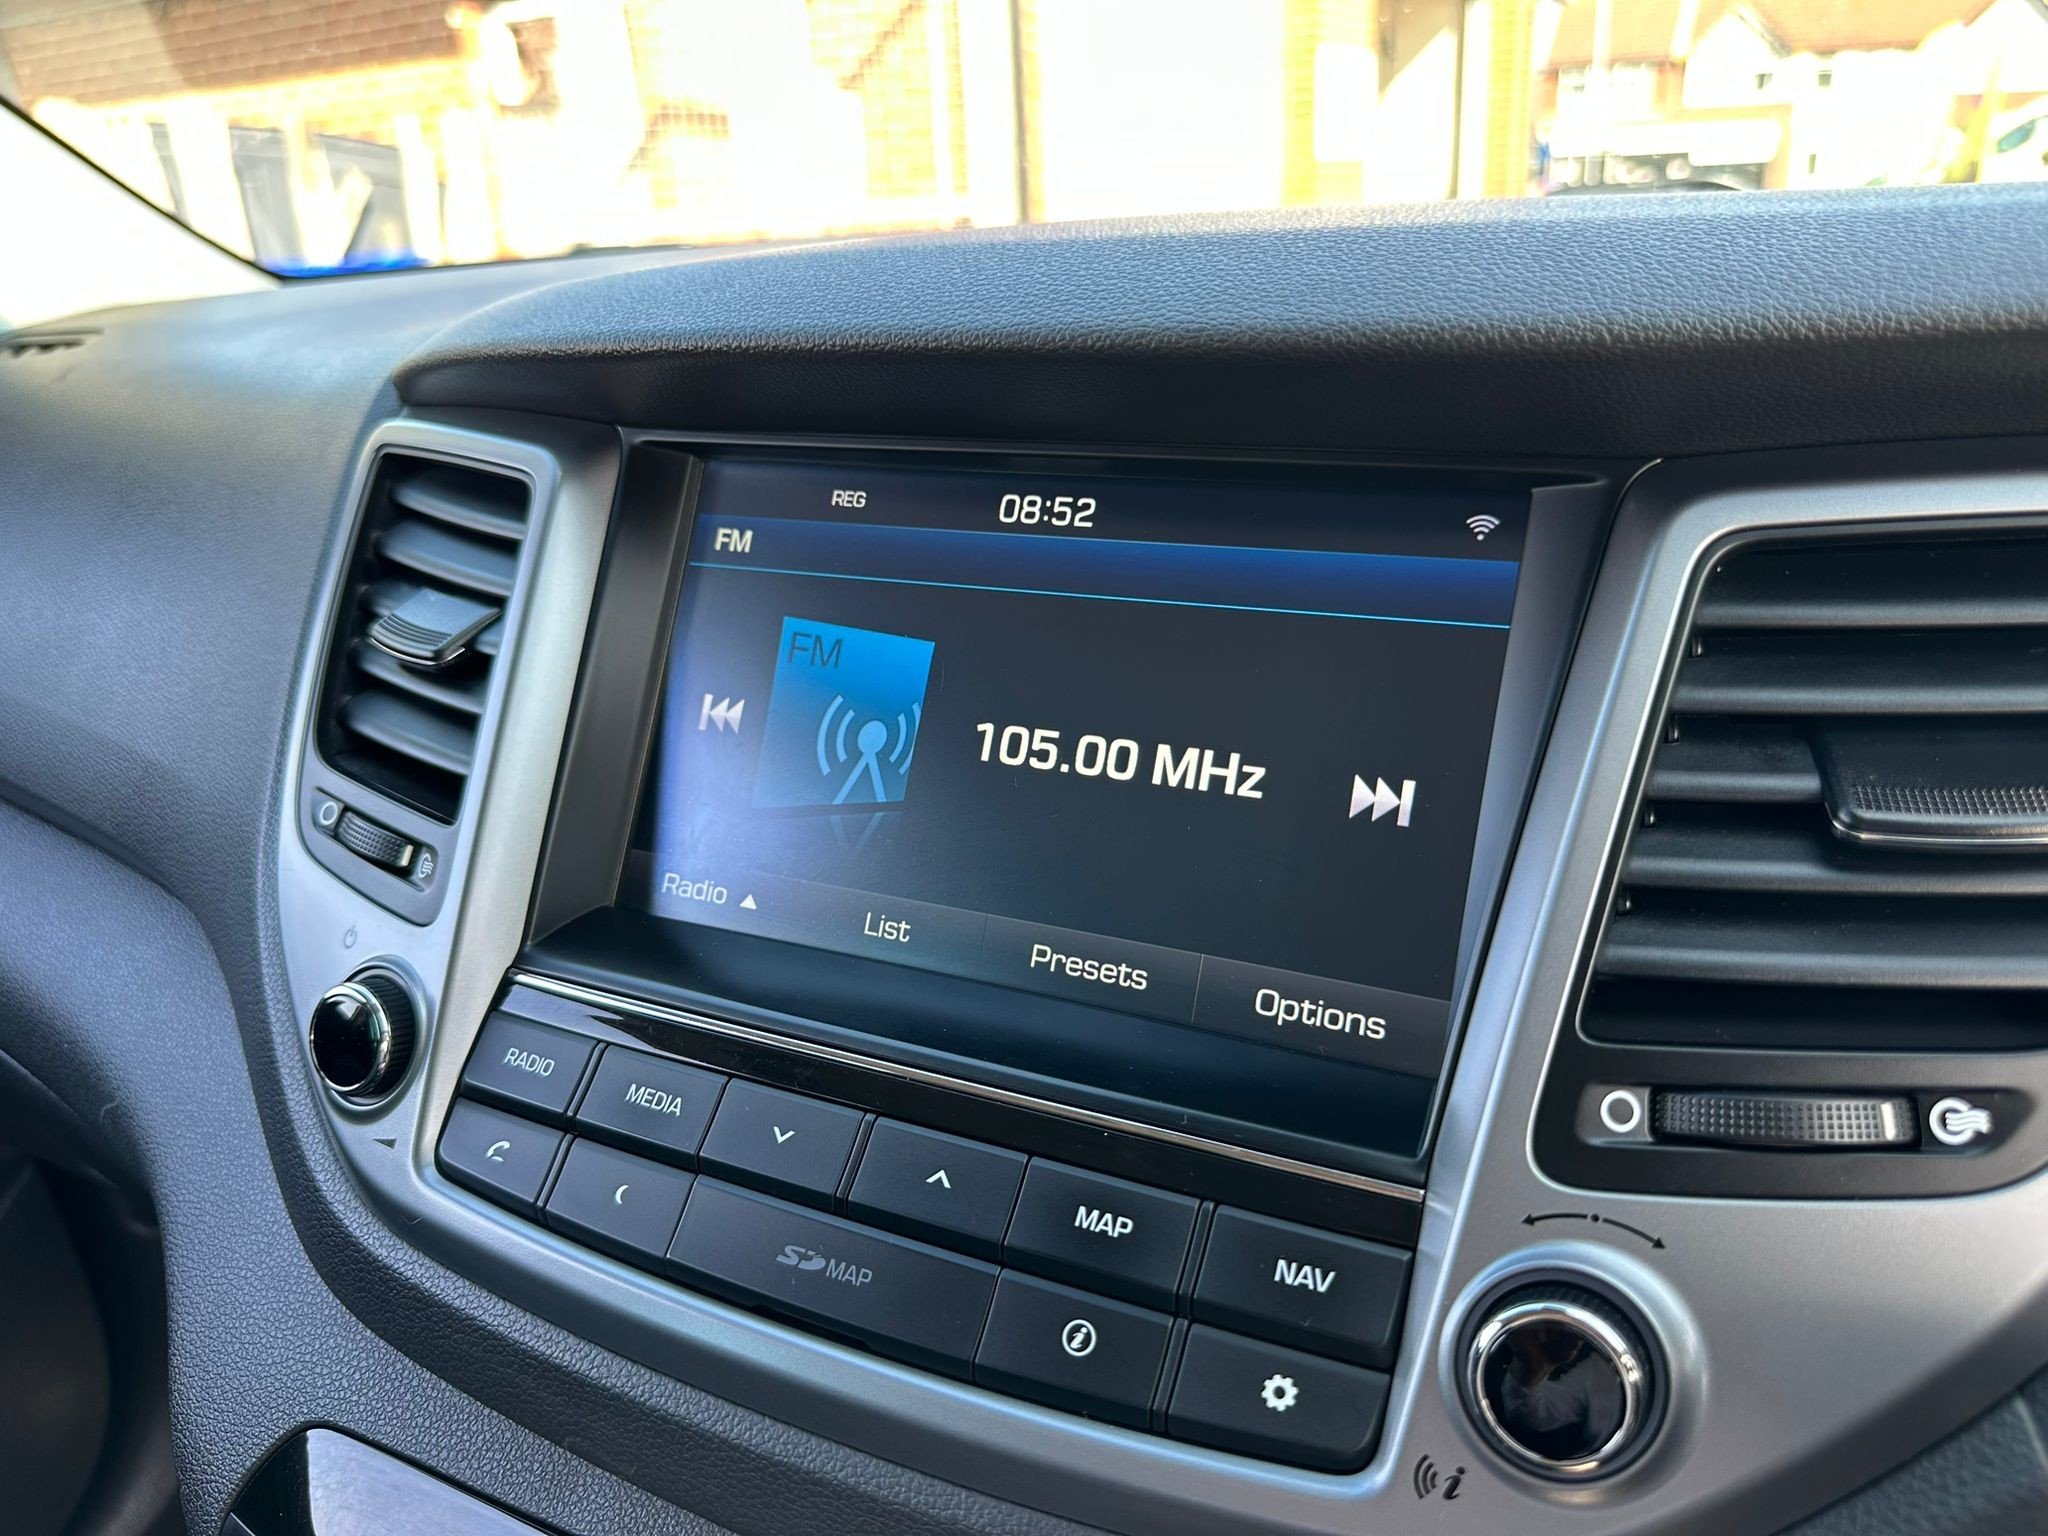 REG
08:52
FM
FM
105.00 MHz
Radio
List
Presets
Options
RADIO
MEDIA
MAP
NAV
SD MAP
i
i